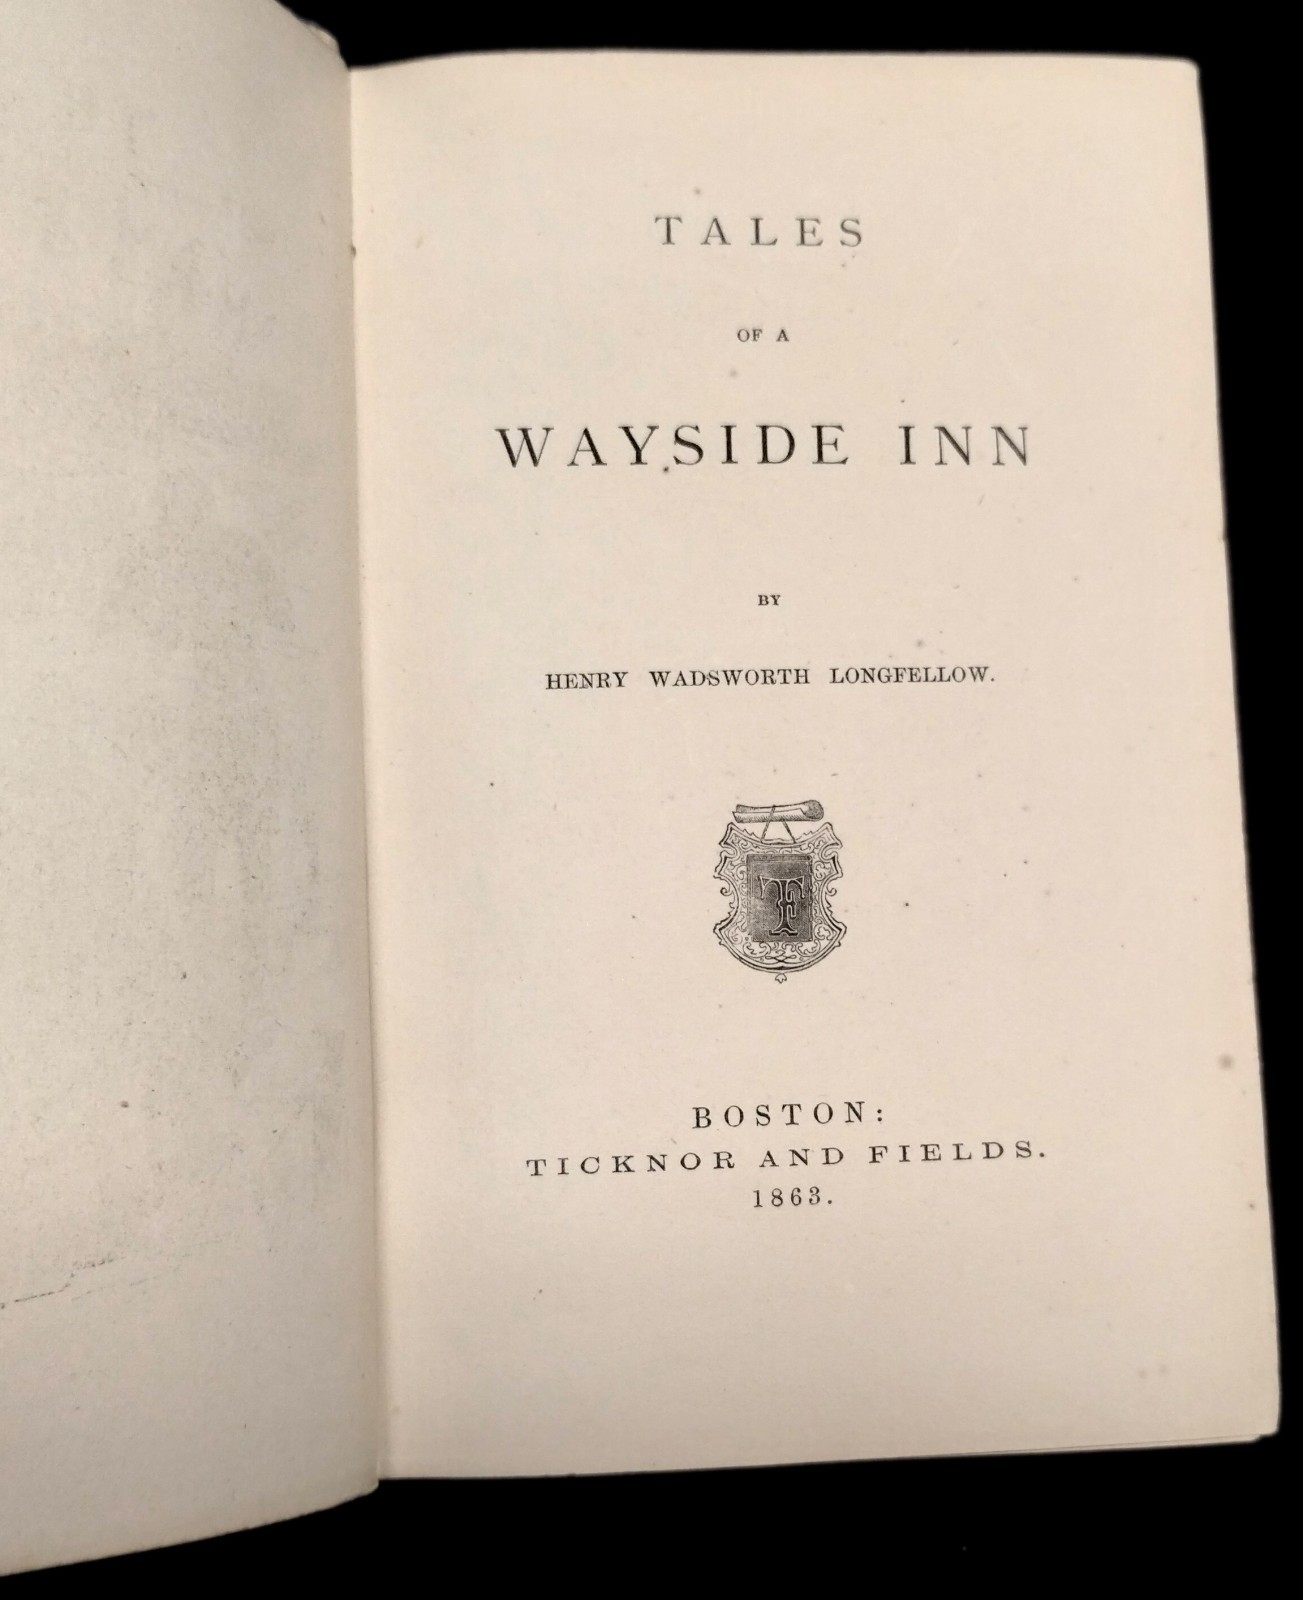 TALES
OF A
WAYSIDE INN
BY
HENRY WADSWORTH LONGFELLOW.
TF
BOSTON:
TICKNOR AND FIELDS.
1863.